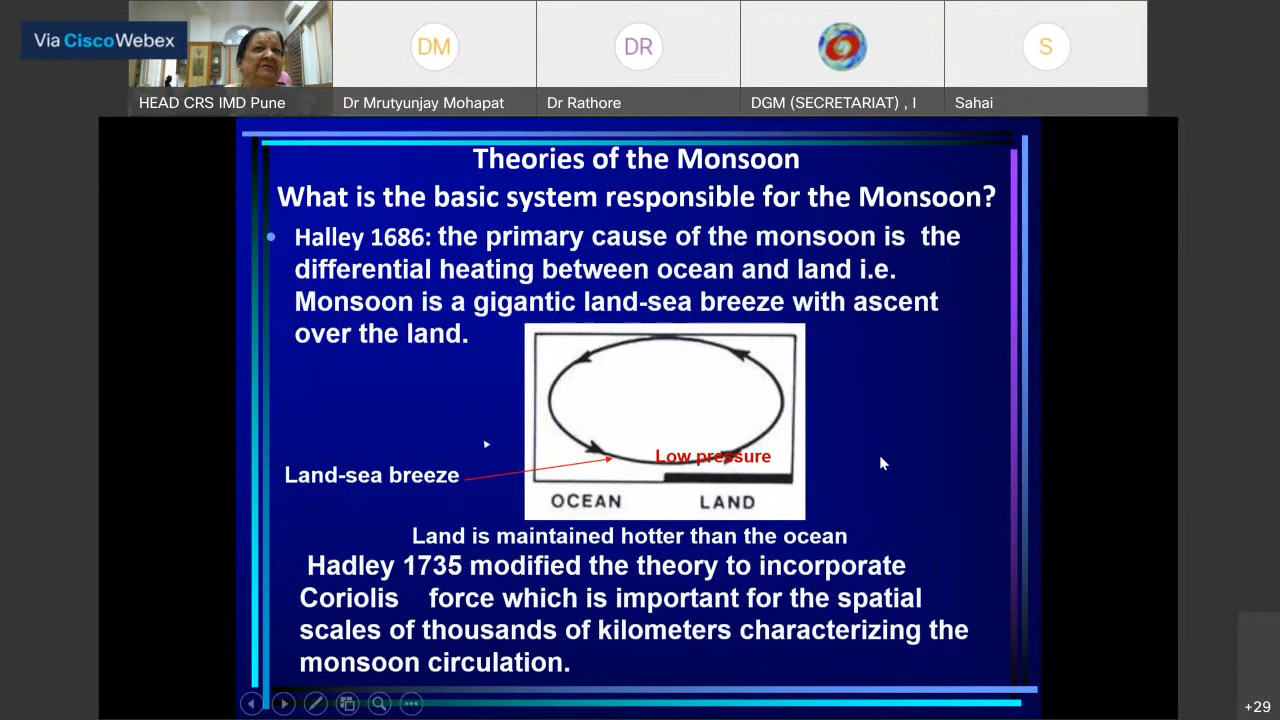 Via Cisco Webex
HEAD CRS IMD Pune
DM
Dr Mrutyunjay Mohapat
DR
Dr Rathore
DGM (SECRETARIAT) , I
S
Sahai
Theories of the Monsoon
What is the basic system responsible for the Monsoon?
• Halley 1686: the primary cause of the monsoon is the
differential heating between ocean and land i.e.
Monsoon is a gigantic land-sea breeze with ascent
over the land.
Low pressure
Land-sea breeze
OCEAN LAND
Land is maintained hotter than the ocean
Hadley 1735 modified the theory to incorporate
Coriolis force which is important for the spatial
scales of thousands of kilometers characterizing the
monsoon circulation.
+29